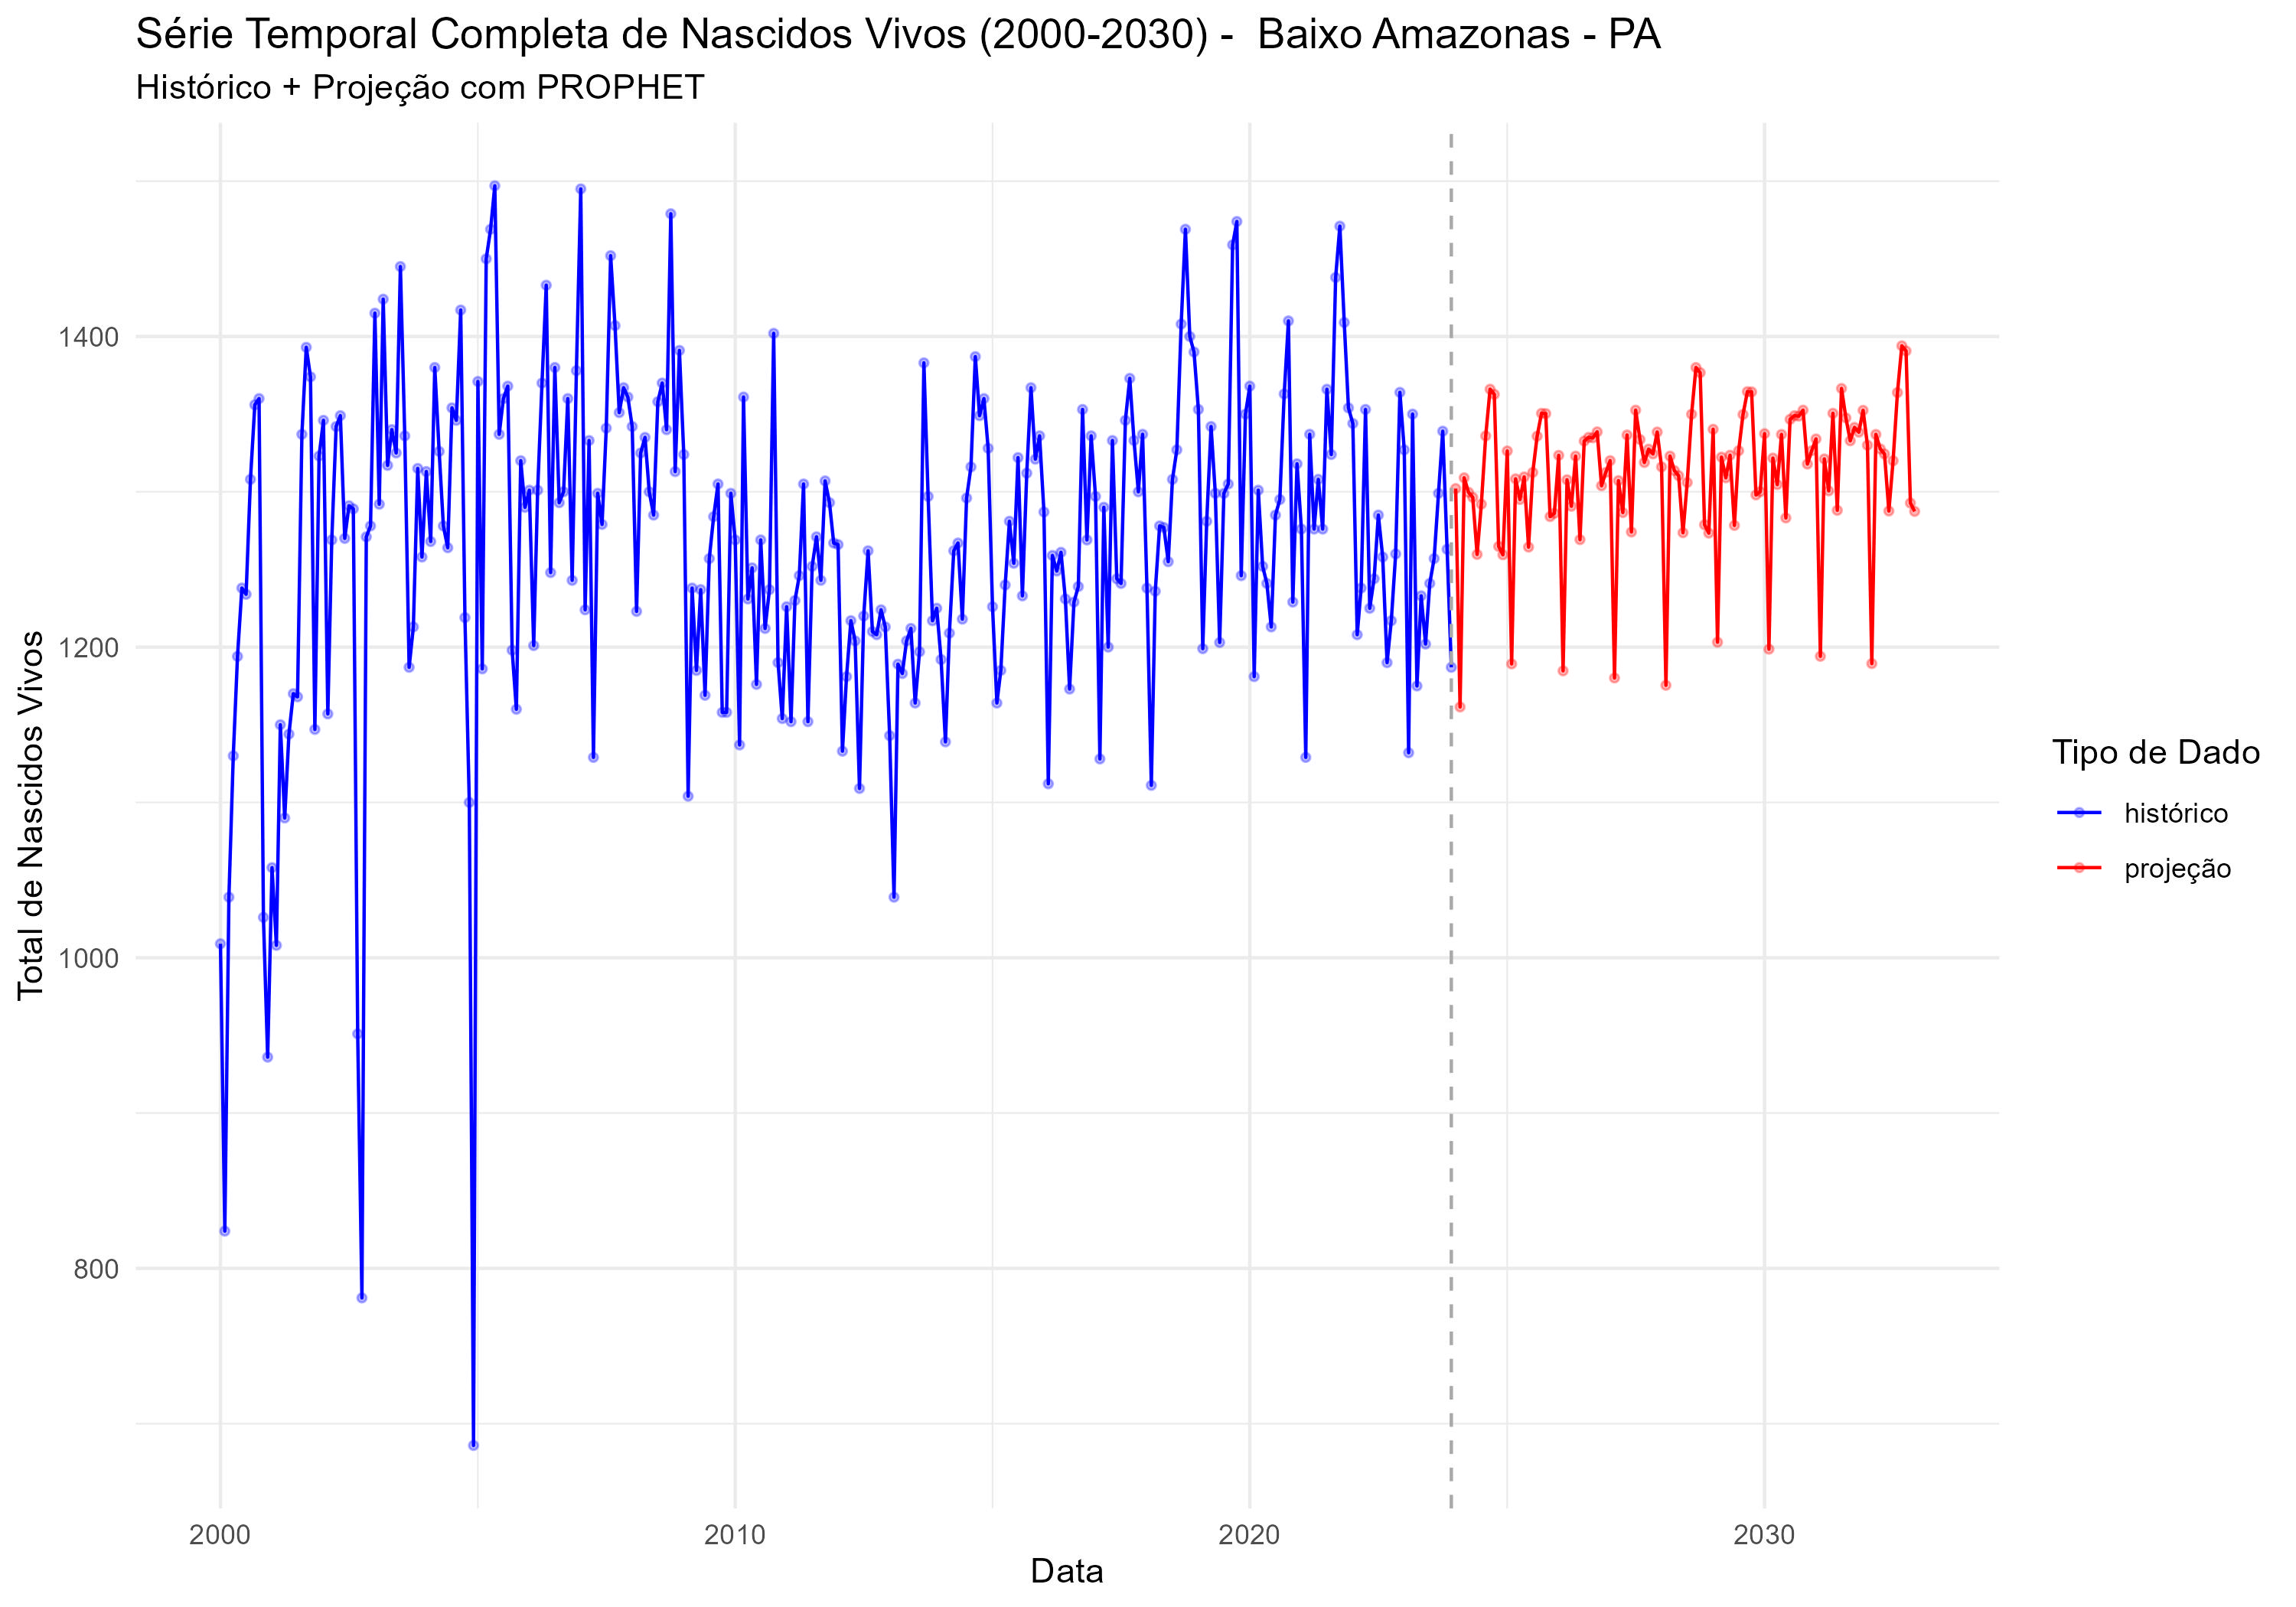 Série Temporal Completa de Nascidos Vivos (2000-2030) -  Baixo Amazonas - PA
Histórico + Projeção com PROPHET
Total de Nascidos Vivos
1400
1200
1000
800
2000
2010
2020
2030
Data
Tipo de Dado
histórico
projeção